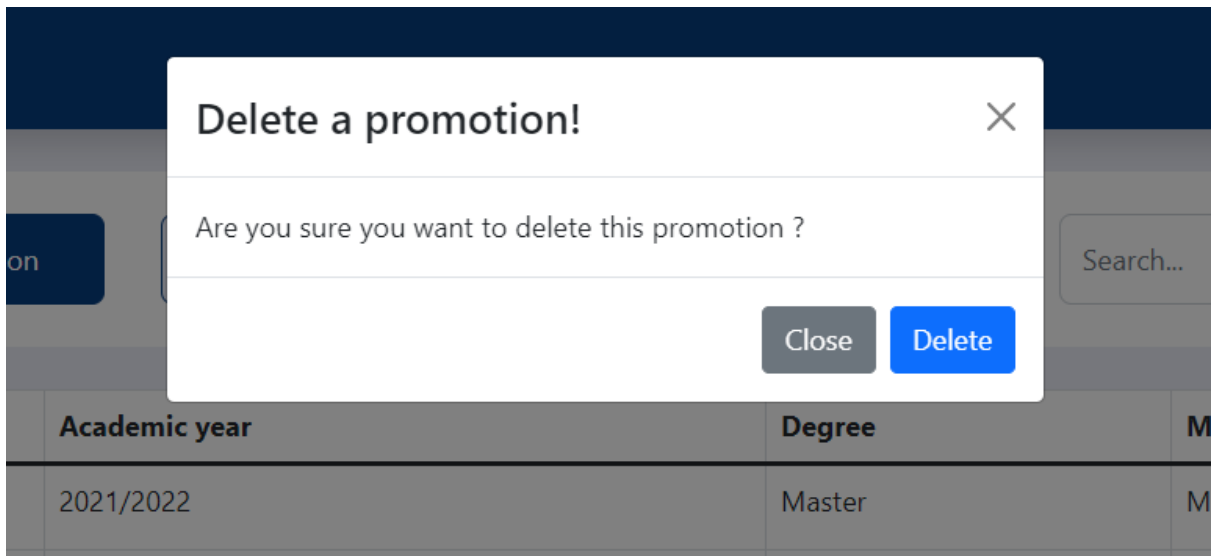 Delete a promotion!
Are you sure you want to delete this promotion ?
on
Search...
Close
Delete
Academic year
Degree
M
2021/2022
Master
M